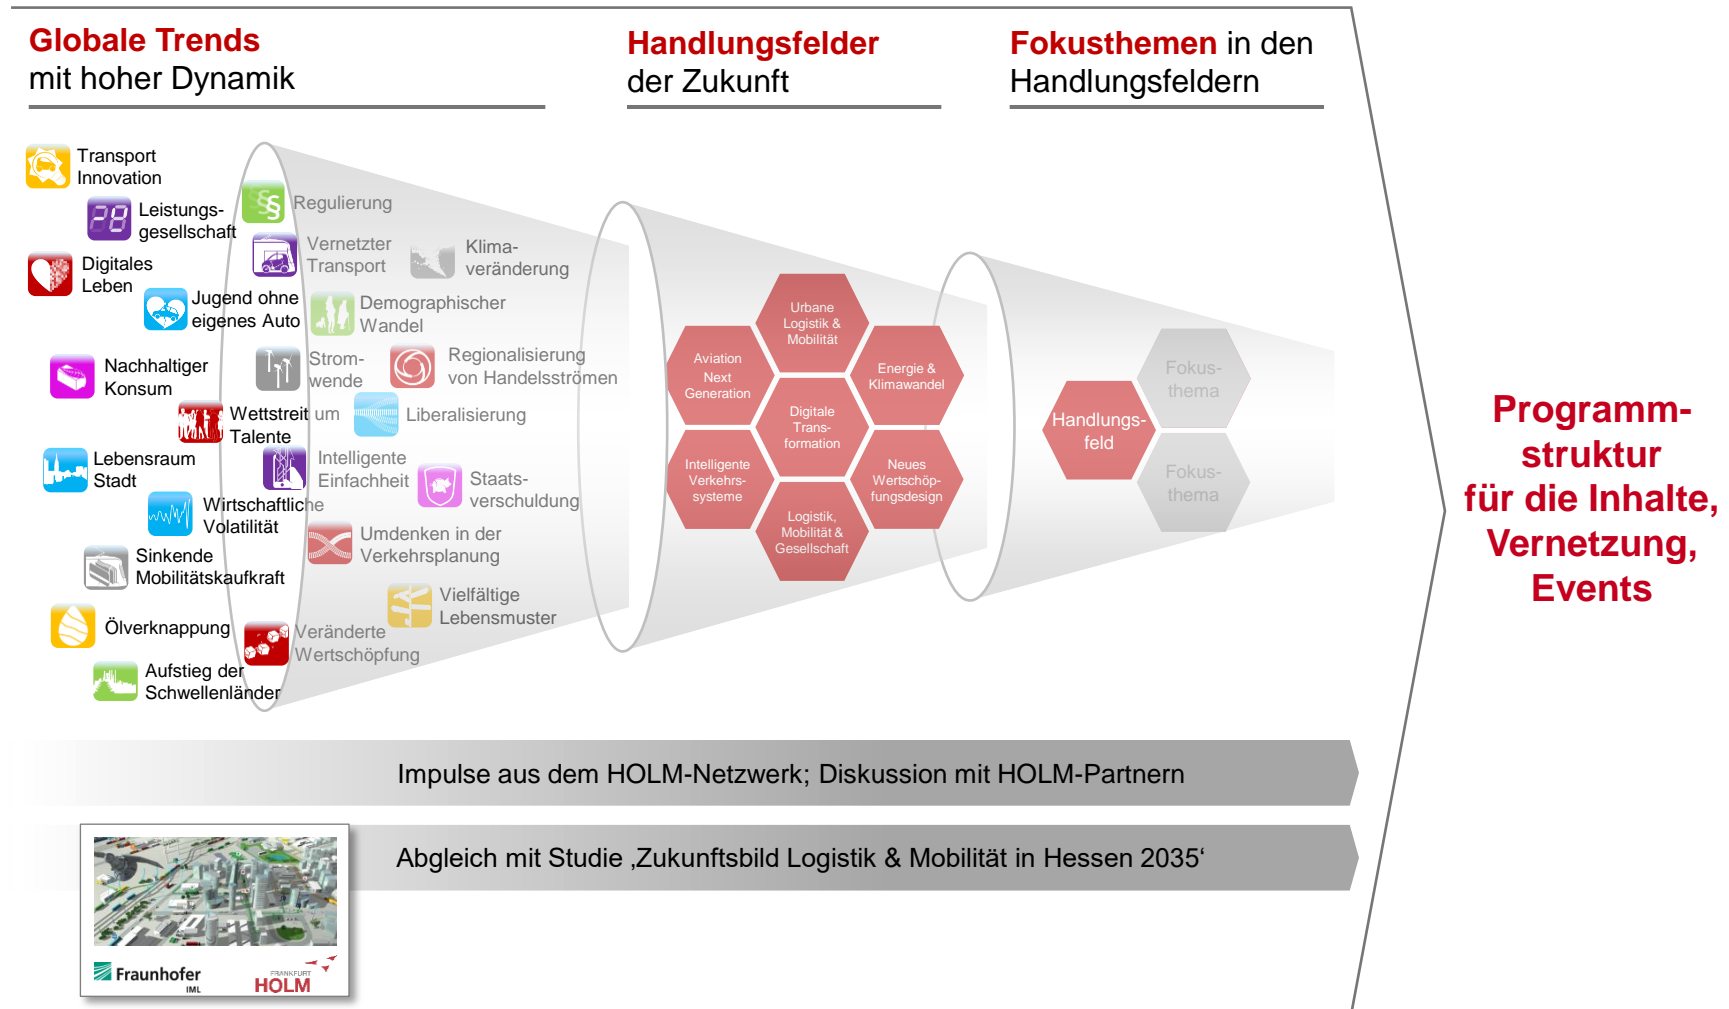 Globale Trends
mit hoher Dynamik
Handlungsfelder
der Zukunft
Fokusthemen in den
Handlungsfeldern
Transport
Innovation
Leistungs-
gesellschaft
Digitales
Leben
Jugend ohne
eigenes Auto
Nachhaltiger
Konsum
Wettstreit um
Talente
Lebensraum
Stadt
Wirtschaftliche
Volatilität
Sinkende
Mobilitätskaufkraft
Ölverknappung
Aufstieg der
Schwellenländer
§§§
Regulierung
Vernetzter
Transport
Klima-
veränderung
Demographischer
Wandel
Strom-
wende
Regionalisierung
von Handelsströmen
Liberalisierung
Intelligente
Einfachheit
Staats-
verschuldung
Umdenken in der
Verkehrsplanung
Vielfältige
Lebensmuster
Veränderte
Wertschöpfung
Urbane
Logistik &
Mobilität
Aviation
Next
Generation
Energie &
Klimawandel
Digitale
Trans-
formation
Intelligente
Verkehrs-
systeme
Neues
Wertschöp-
fungsdesign
Logistik,
Mobilität &
Gesellschaft
Handlungs-
feld
Fokus-
thema
Fokus-
thema
Programm-
struktur
für die Inhalte,
Vernetzung,
Events
Impulse aus dem HOLM-Netzwerk; Diskussion mit HOLM-Partnern
Abgleich mit Studie ‚Zukunftsbild Logistik & Mobilität in Hessen 2035‘
Fraunhofer
IML
FRANKFURT
HOLM